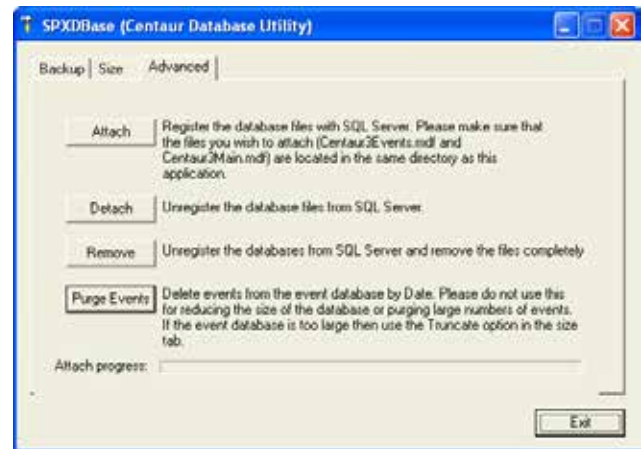 SPXDBase (Centaur Database Utility)
Backup Size Advanced
Attach
Register the database files with SQL Server. Please make sure that
the files you wish to attach (Centaur3Events.mdf and
Centaur3Main.mdf) are located in the same directory as this
application.
Detach
Unregister the database files from SQL Server.
Remove
Unregister the databases from SQL Server and remove the files completely
Purge Events
Delete events from the event database by Date. Please do not use this
for reducing the size of the database or purging large numbers of events.
If the event database is too large then use the Truncate option in the size
tab.
Attach progress:
Exit